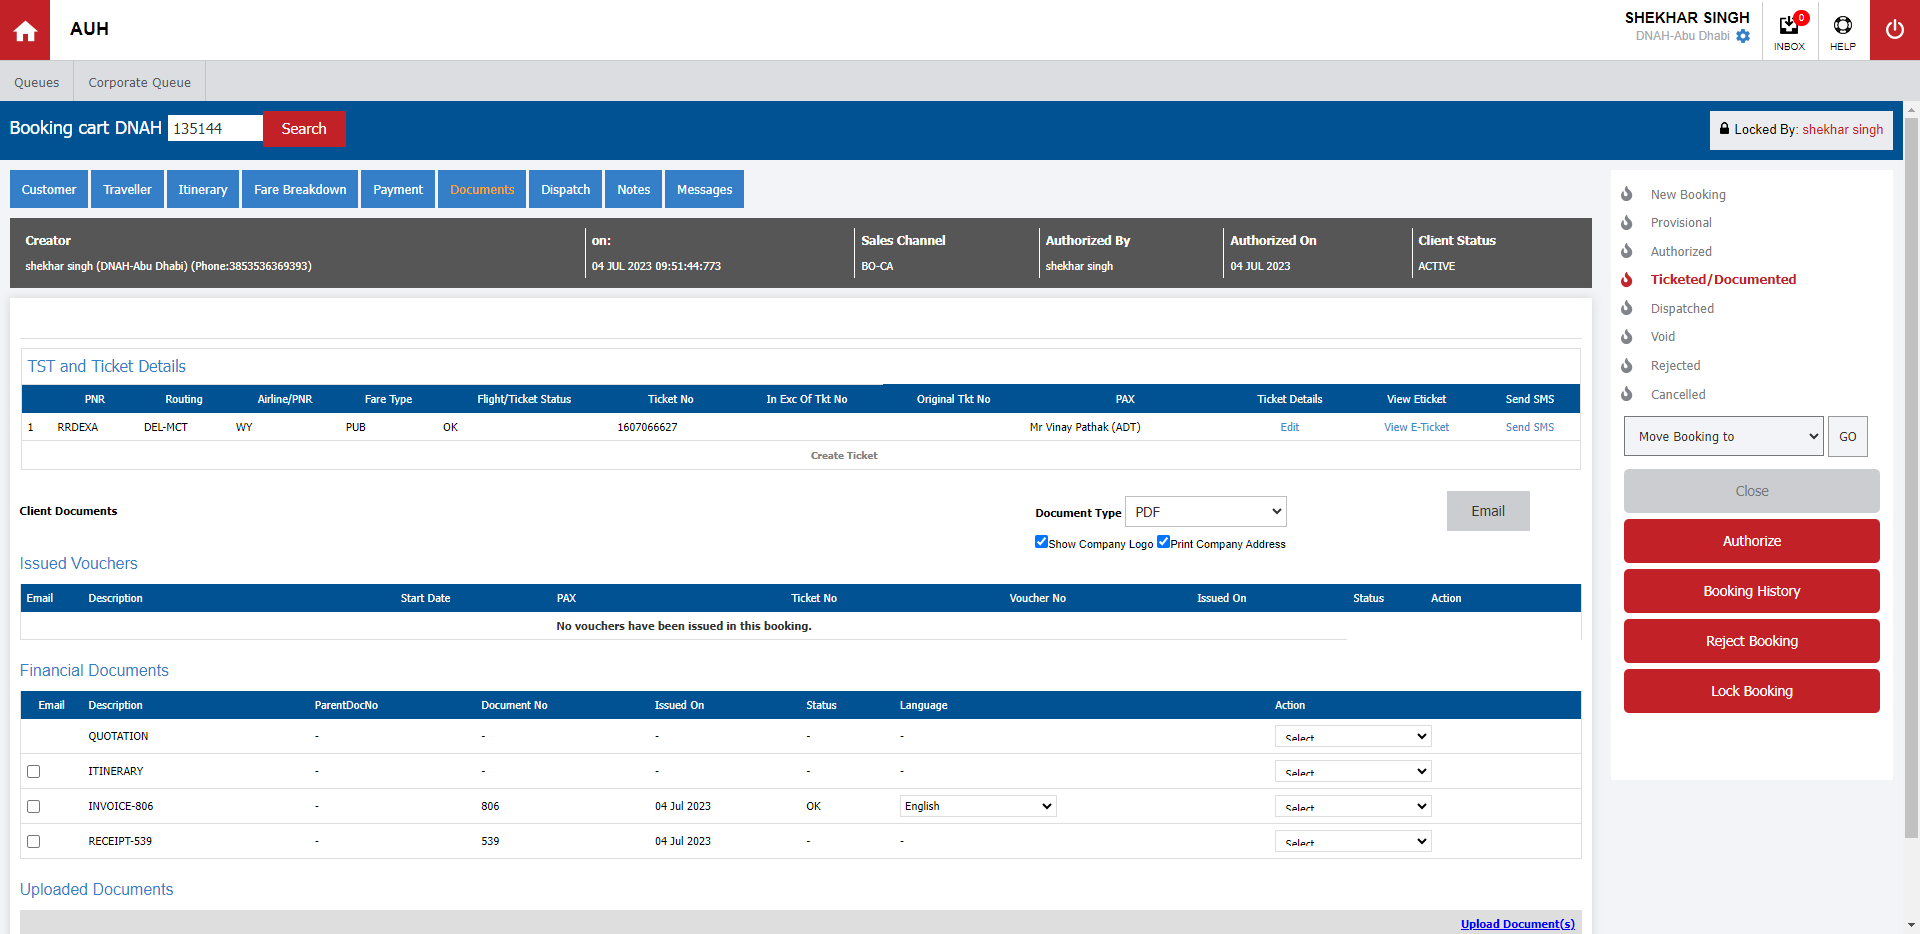 AUH
SHEKHAR SINGH
DNAH-Abu Dhabi
0
INBOX
HELP
Queues
Corporate Queue
Booking cart DNAH 135144 Search
Locked By: shekhar singh
Customer Traveller Itinerary Fare Breakdown Payment Documents Dispatch Notes Messages
Creator on: Sales Channel Authorized By Authorized On Client Status
shekhar singh (DNAH-Abu Dhabi) (Phone:3853536369393) 04 JUL 2023 09:51:44:773 BO-CA shekhar singh 04 JUL 2023 ACTIVE
TST and Ticket Details
PNR Routing Airline/PNR Fare Type Flight/Ticket Status Ticket No In Exc Of Tkt No Original Tkt No PAX Ticket Details View Eticket Send SMS
1 RRDEXA DEL-MCT WY PUB OK 1607066627 Mr Vinay Pathak (ADT) Edit View E-Ticket Send SMS
Create Ticket
Client Documents
Document Type PDF
Email
Show Company Logo Print Company Address
Issued Vouchers
Email Description Start Date PAX Ticket No Voucher No Issued On Status Action
No vouchers have been issued in this booking.
Financial Documents
Email Description ParentDocNo Document No Issued On Status Language Action
QUOTATION - - - - - Select
ITINERARY - - - - - Select
INVOICE-806 - 806 04 Jul 2023 OK English Select
RECEIPT-539 - 539 04 Jul 2023 - - Select
Uploaded Documents
Upload Document(s)
New Booking
Provisional
Authorized
Ticketed/Documented
Dispatched
Void
Rejected
Cancelled
Move Booking to GO
Close
Authorize
Booking History
Reject Booking
Lock Booking